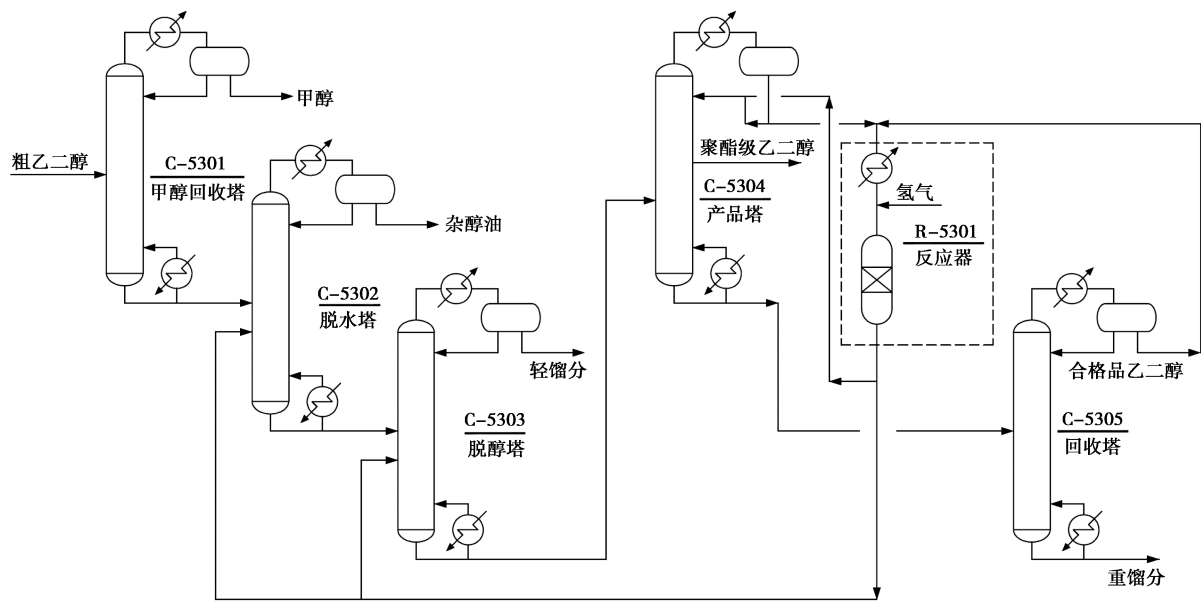 甲醇
粗乙二醇
C-5301
甲醇回收塔
杂醇油
C-5302
脱水塔
轻馏分
C-5303
脱醇塔
聚酯级乙二醇
C-5304
产品塔
氢气
R-5301
反应器
合格品乙二醇
C-5305
回收塔
重馏分